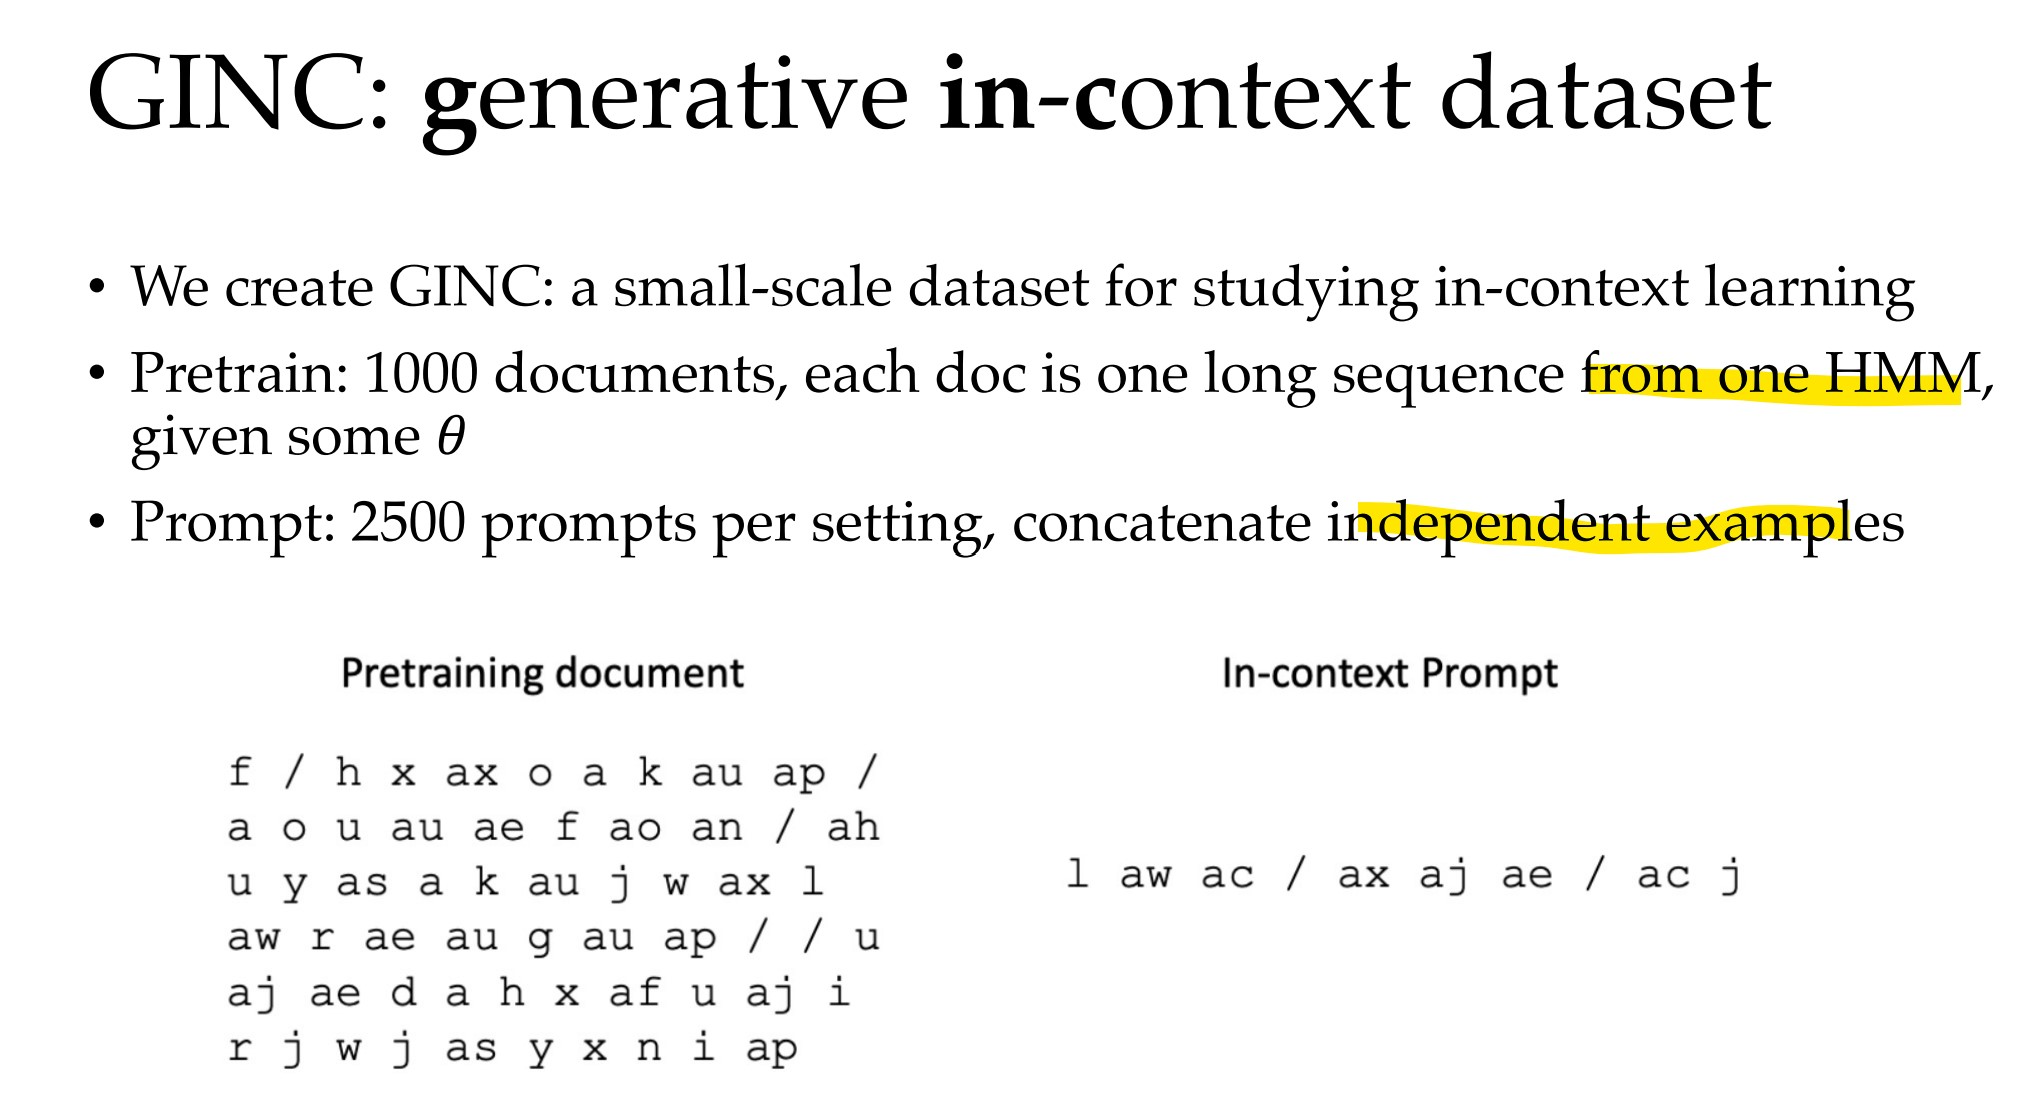 GINC: generative in-context dataset
• We create GINC: a small-scale dataset for studying in-context learning
• Pretrain: 1000 documents, each doc is one long sequence from one HMM,
given some θ
• Prompt: 2500 prompts per setting, concatenate independent examples
Pretraining document
f / h x ax o a k au ap /
a o u au ae f ao an / ah
u y as a k au j w ax l
aw r ae au g au ap / / u
aj ae d a h x af u aj i
r j w j as y x n i ap
In-context Prompt
l aw ac / ax aj ae / ac j